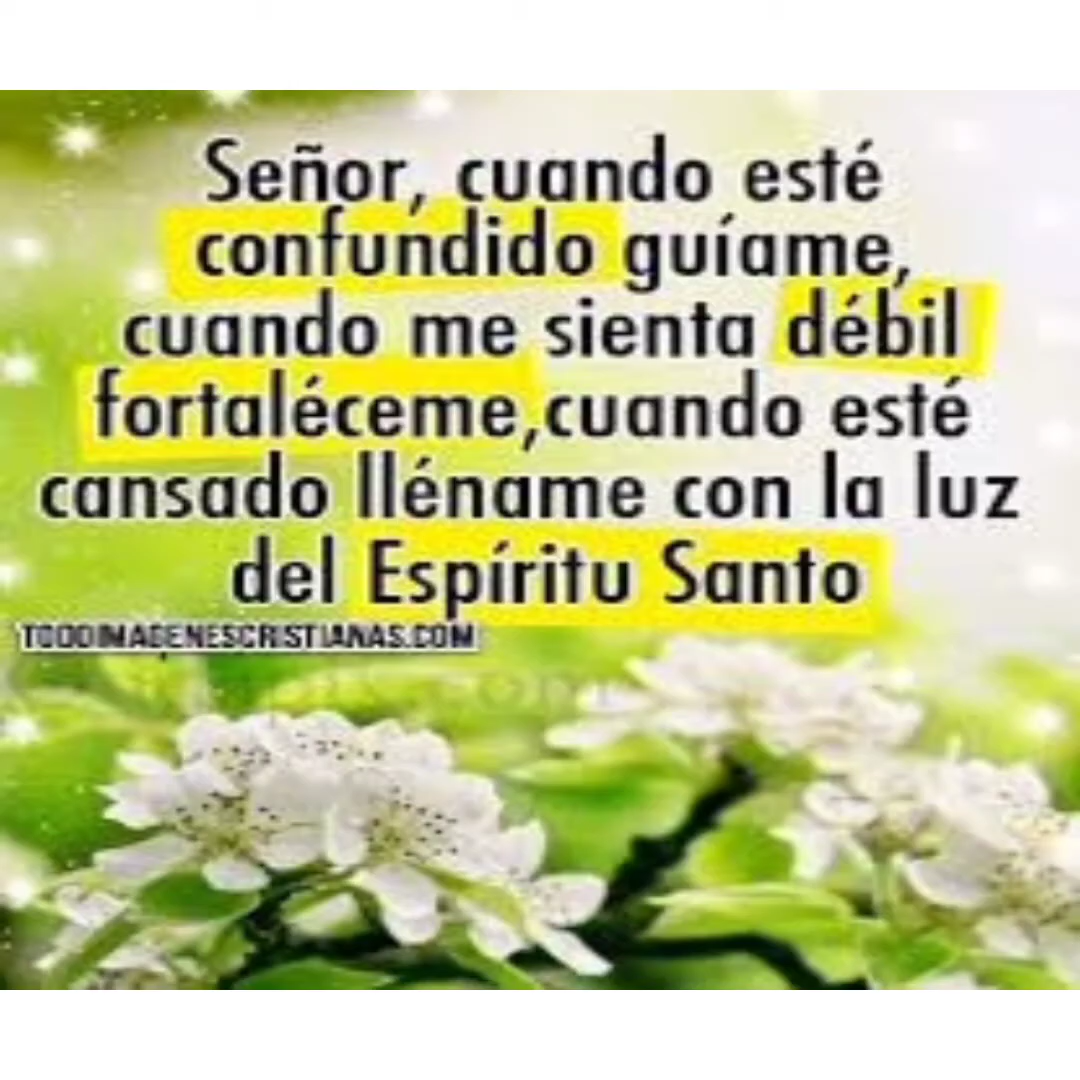 Señor, cuando esté
confundido guíame,
cuando me sienta débil
fortaléceme,cuando esté
cansado lléname con la luz
del Espíritu Santo
TODOIMAGENESCRISTIANAS.COM